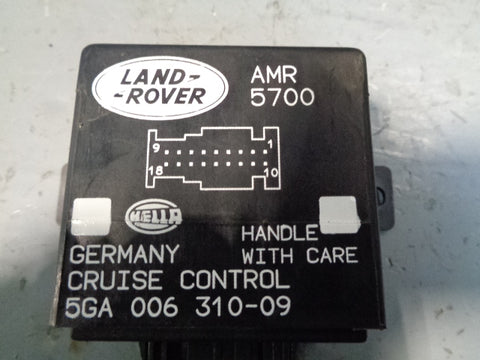 LAND-
-ROVER
AMR
5700
9 1
18 10
HELLA
GERMANY
HANDLE
WITH CARE
CRUISE CONTROL
5GA 006 310-09